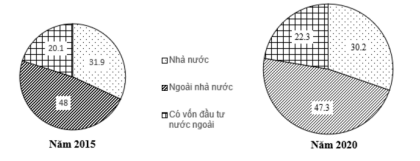 20.1
31.9
48
Năm 2015
Nhà nước
Ngoài nhà nước
Có vốn đầu tư
nước ngoài
22.3
30.2
47.3
Năm 2020